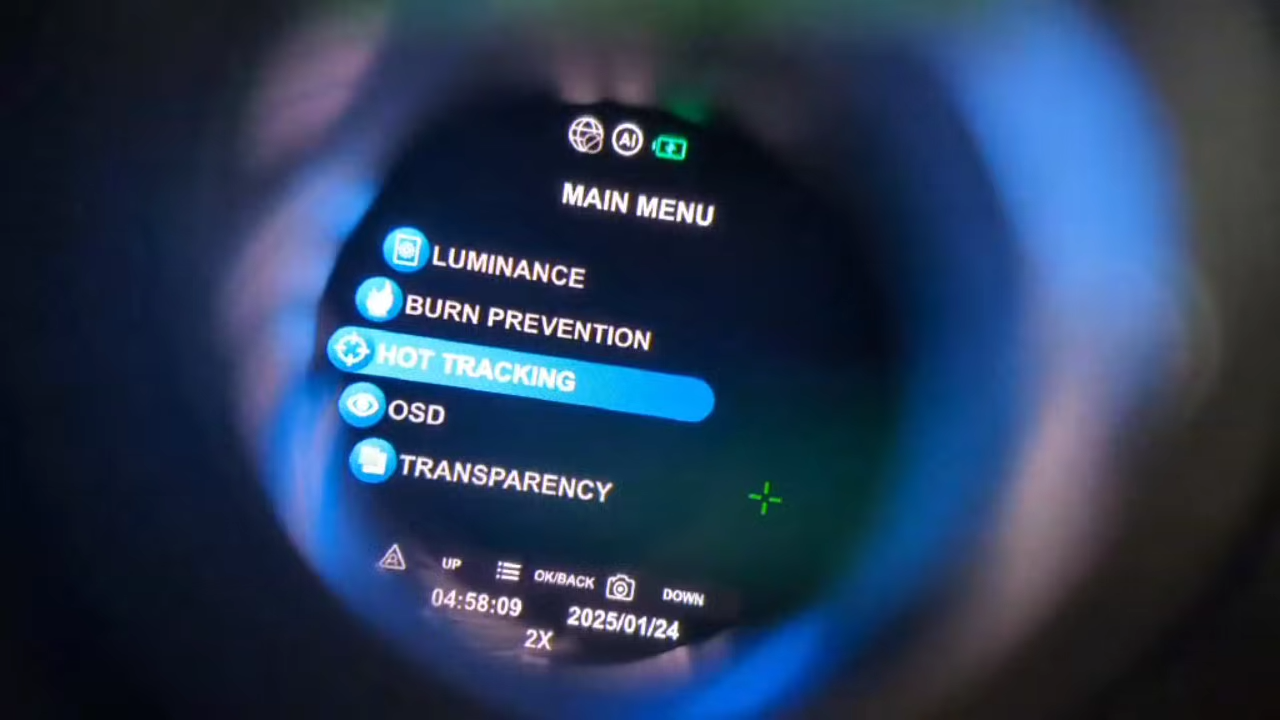 AI
MAIN MENU
LUMINANCE
BURN PREVENTION
HOT TRACKING
OSD
TRANSPARENCY
UP OK/BACK DOWN
04:58:09 2025/01/24
2X